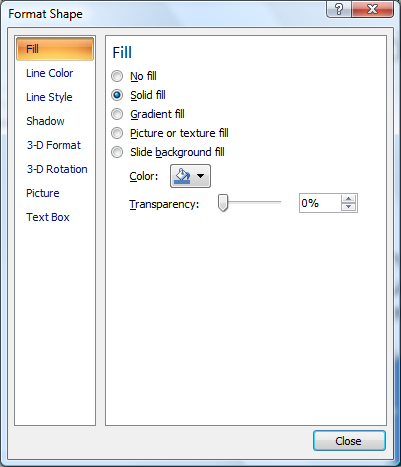 Format Shape
Fill
Line Color
Line Style
Shadow
3-D Format
3-D Rotation
Picture
Text Box
Fill
No fill
Solid fill
Gradient fill
Picture or texture fill
Slide background fill
Color:
Transparency: 0%
Close